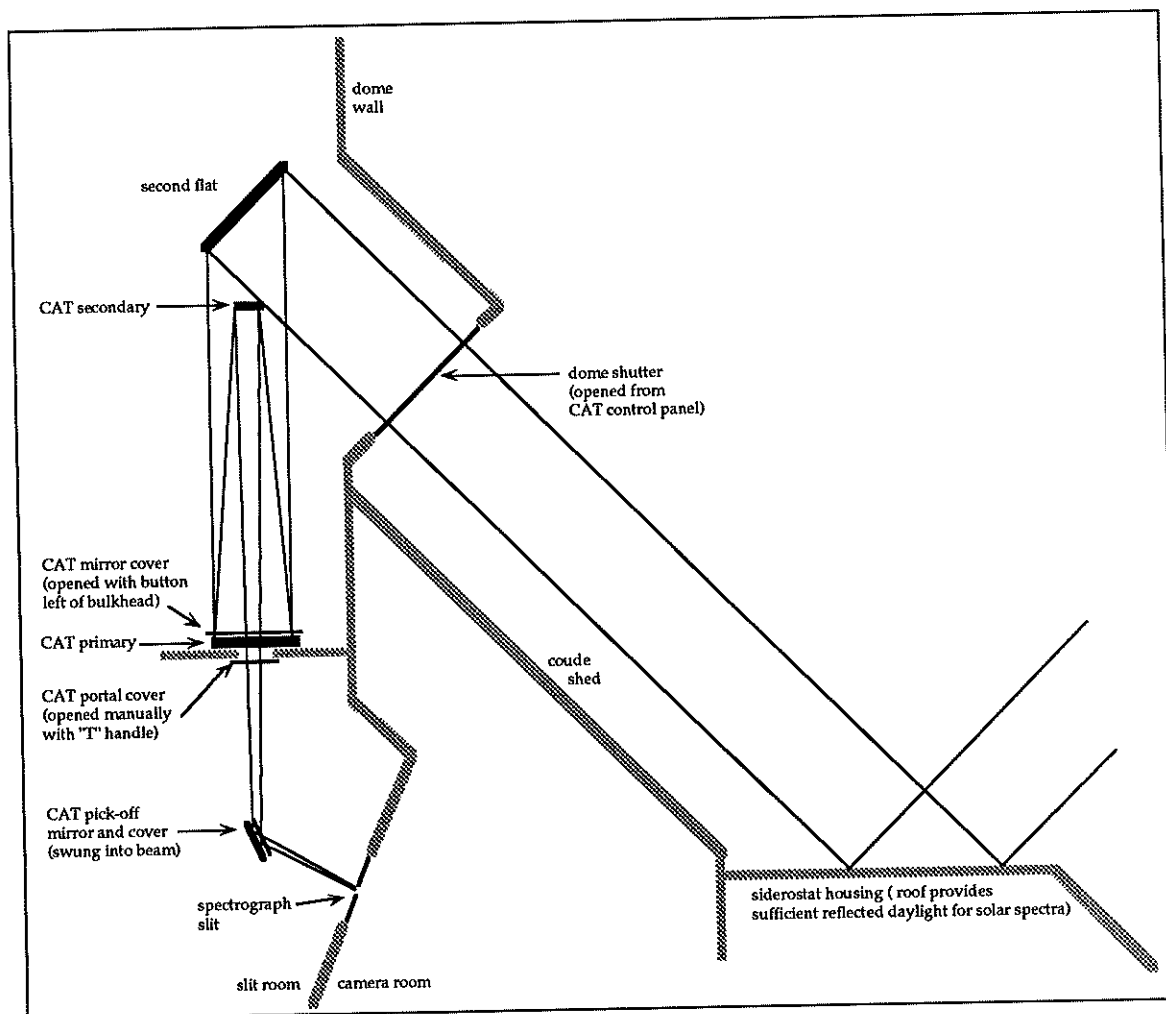 dome
wall
second flat
CAT secondary
dome shutter
(opened from
CAT control panel)
CAT mirror cover
(opened with button
left of bulkhead)
CAT primary
coude
shed
CAT portal cover
(opened manually
with "T" handle)
CAT pick-off
mirror and cover
(swung into beam)
spectrograph
slit
siderostat housing ( roof provides
sufficient reflected daylight for solar spectra)
slit room
camera room